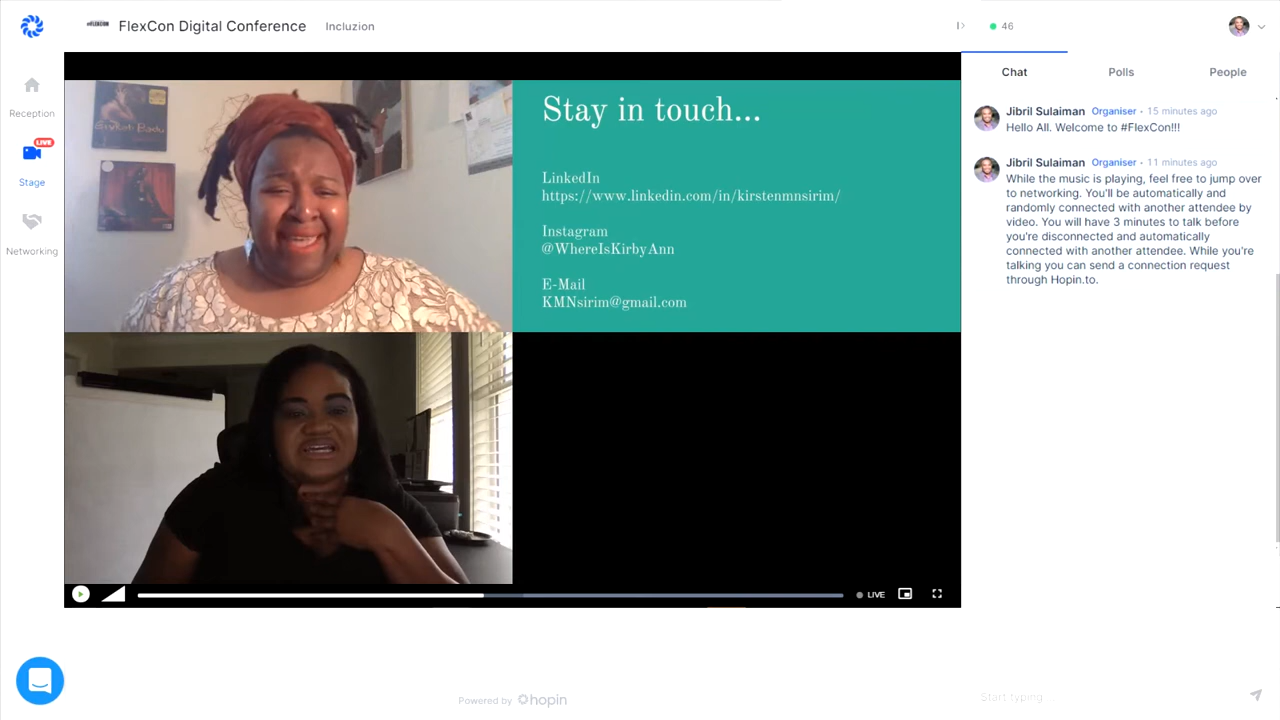 #FLEXCON
FlexCon Digital Conference
Incluzion
46
Reception
LIVE
Stage
Networking
Erykah Badu
Stay in touch...
LinkedIn
https://www.linkedin.com/in/kirstenmnsirim/
Instagram
@WhereIsKirbyAnn
E-Mail
KMNsirim@gmail.com
LIVE
Chat
Polls
People
Jibril Sulaiman Organiser • 15 minutes ago
Hello All. Welcome to #FlexCon!!!
Jibril Sulaiman Organiser • 11 minutes ago
While the music is playing, feel free to jump over
to networking. You'll be automatically and
randomly connected with another attendee by
video. You will have 3 minutes to talk before
you're disconnected and automatically
connected with another attendee. While you're
talking you can send a connection request
through Hopin.to.
Powered by hopin
Start typing